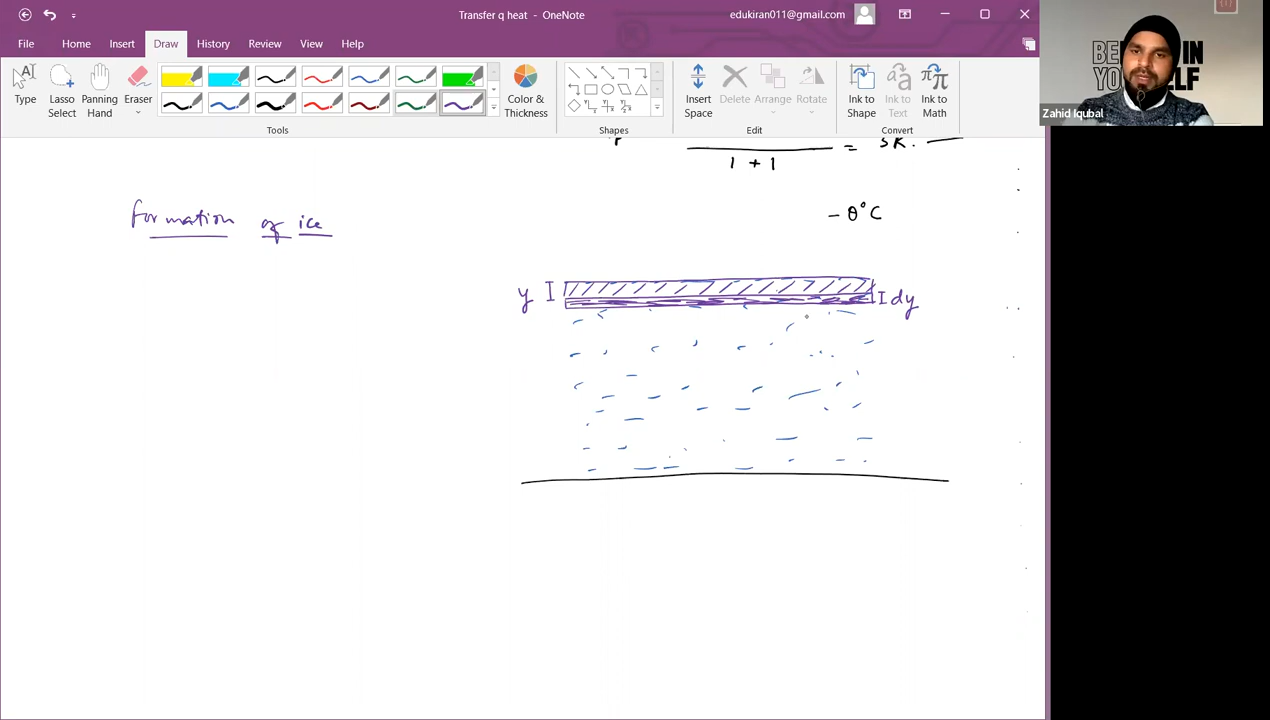 Transfer q heat - OneNote
edukiran011@gmail.com
File Home Insert Draw History Review View Help
Type
Lasso Select
Panning Hand
Eraser
Color & Thickness
Insert Space
Delete
Arrange
Rotate
Ink to Shape
Ink to Text
Ink to Math
Tools
Shapes
Edit
Convert
Zahid Iqubal
1 + 1
=
- θ°C
formation of ice
y
dy